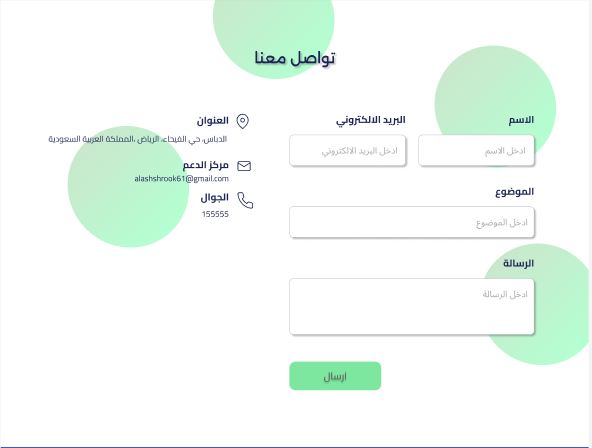 تواصل معنا
الاسم
البريد الالكتروني
ادخل الاسم
ادخل البريد الالكتروني
الموضوع
ادخل الموضوع
الرسالة
ادخل الرسالة
ارسال
العنوان
الدباس، حي الفيحاء، الرياض ،المملكة العربية السعودية
مركز الدعم
alashshrook61@gmail.com
الجوال
155555